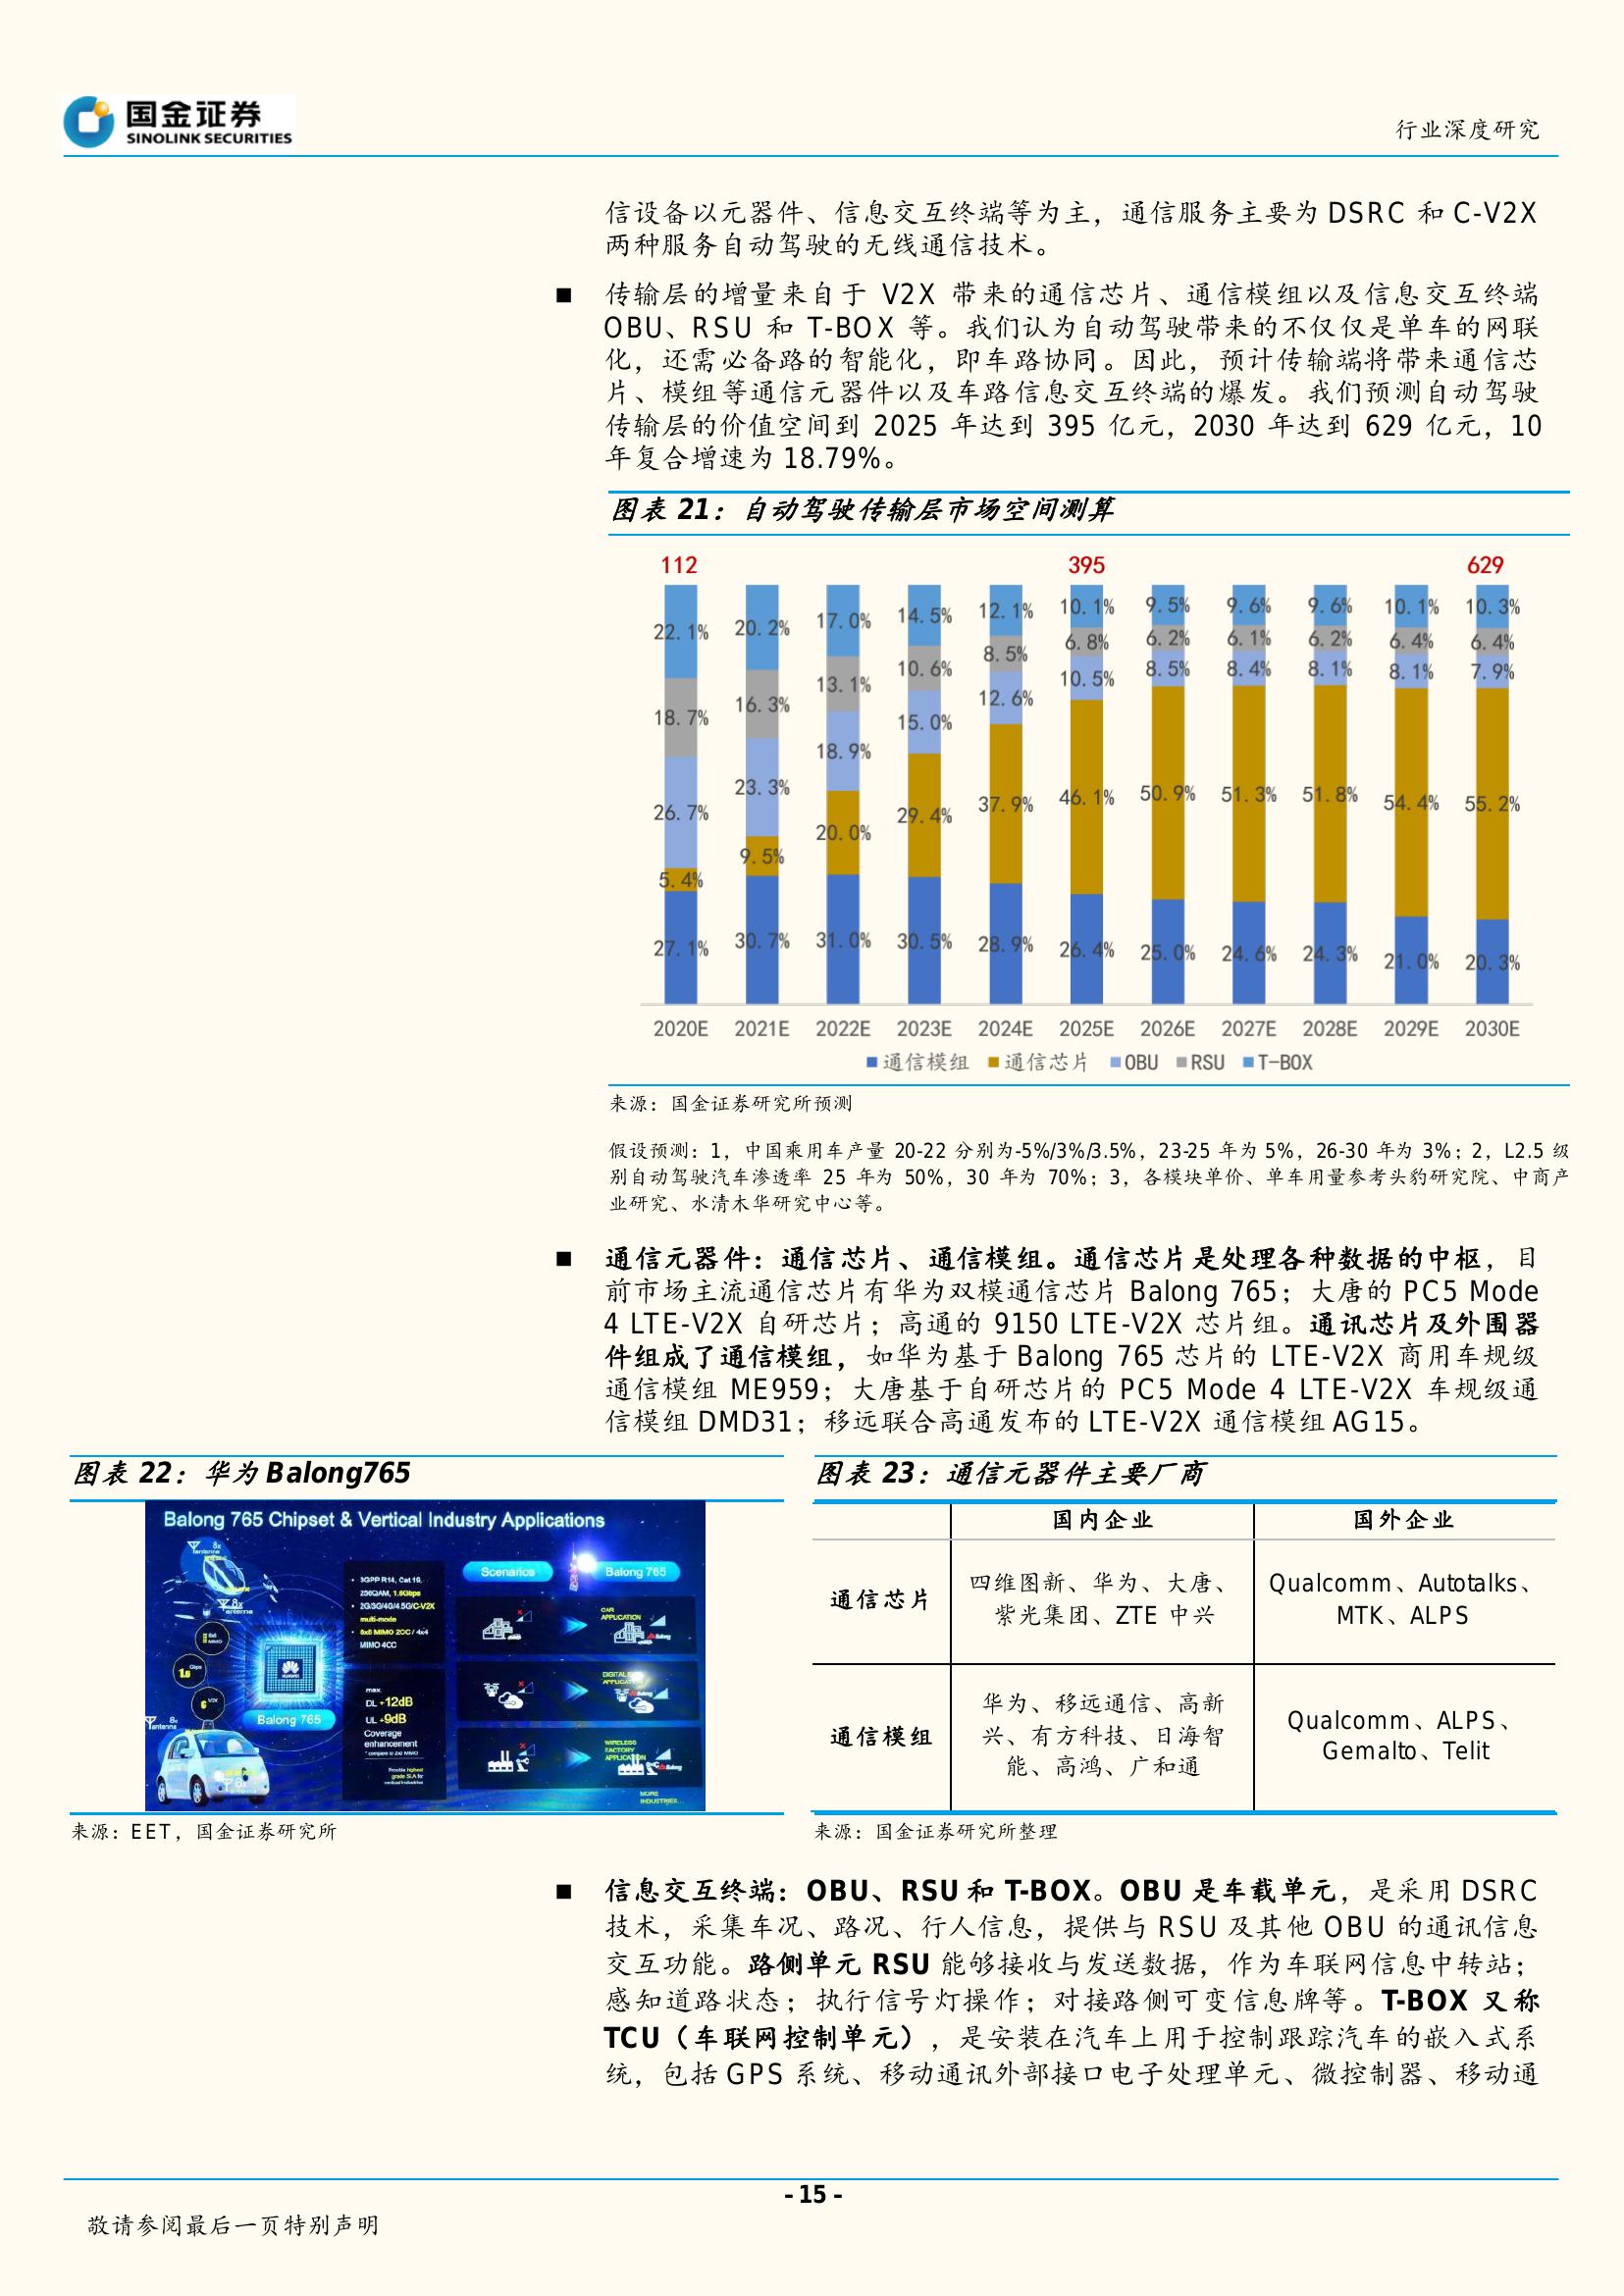 国金证券
SINOLINK SECURITIES
行业深度研究
信设备以元器件、信息交互终端等为主，通信服务主要为 DSRC 和 C-V2X
两种服务自动驾驶的无线通信技术。
■ 传输层的增量来自于 V2X 带来的通信芯片、通信模组以及信息交互终端
OBU、RSU 和 T-BOX 等。我们认为自动驾驶带来的不仅仅是单车的网联
化，还需必备路的智能化，即车路协同。因此，预计传输端将带来通信芯
片、模组等通信元器件以及车路信息交互终端的爆发。我们预测自动驾驶
传输层的价值空间到 2025 年达到 395 亿元，2030 年达到 629 亿元，10
年复合增速为 18.79%。
图表 21：自动驾驶传输层市场空间测算
112 395 629
22.1% 20.2% 17.0% 14.5% 12.1% 10.1% 9.5% 9.6% 9.6% 10.1% 10.3%
18.7% 16.3% 13.1% 10.6% 8.5% 6.8% 6.2% 6.1% 6.2% 6.4% 6.4%
26.7% 23.3% 18.9% 15.0% 12.6% 10.5% 8.5% 8.4% 8.1% 8.1% 7.9%
5.4% 9.5% 20.0% 29.4% 37.9% 46.1% 50.9% 51.3% 51.8% 54.4% 55.2%
27.1% 30.7% 31.0% 30.5% 28.9% 26.4% 25.0% 24.6% 24.3% 21.0% 20.3%
2020E 2021E 2022E 2023E 2024E 2025E 2026E 2027E 2028E 2029E 2030E
通信模组 通信芯片 OBU RSU T-BOX
来源：国金证券研究所预测
假设预测：1，中国乘用车产量 20-22 分别为-5%/3%/3.5%，23-25 年为 5%，26-30 年为 3%；2，L2.5 级
别自动驾驶汽车渗透率 25 年为 50%，30 年为 70%；3，各模块单价、单车用量参考头豹研究院、中商产
业研究、水清木华研究中心等。
■ 通信元器件：通信芯片、通信模组。通信芯片是处理各种数据的中枢，目
前市场主流通信芯片有华为双模通信芯片 Balong 765；大唐的 PC5 Mode
4 LTE-V2X 自研芯片；高通的 9150 LTE-V2X 芯片组。通讯芯片及外围器
件组成了通信模组，如华为基于 Balong 765 芯片的 LTE-V2X 商用车规级
通信模组 ME959；大唐基于自研芯片的 PC5 Mode 4 LTE-V2X 车规级通
信模组 DMD31；移远联合高通发布的 LTE-V2X 通信模组 AG15。
图表 22：华为 Balong765
Balong 765 Chipset & Vertical Industry Applications
3GPP R14, Cat 19,
256QAM, 1.6Gbps
2G/3G/4G/4.5G/C-V2X
multi-mode
8x8 MIMO 2CC / 4x4
MIMO 4CC
max.
DL +12dB
UL +9dB
Coverage
enhancement
* compare to 2x2 MIMO
Possible highest
grade SLA for
Balong 765
Scenarios Balong 765
CAR
APPLICATION
DIGITAL
WIRELESS
FACTORY
APPLICATION
MORE
INDUSTRIES...
来源：EET，国金证券研究所
图表 23：通信元器件主要厂商
国内企业 国外企业
通信芯片
四维图新、华为、大唐、
紫光集团、ZTE 中兴
Qualcomm、Autotalks、
MTK、ALPS
通信模组
华为、移远通信、高新
兴、有方科技、日海智
能、高鸿、广和通
Qualcomm、ALPS、
Gemalto、Telit
来源：国金证券研究所整理
■ 信息交互终端：OBU、RSU 和 T-BOX。OBU 是车载单元，是采用 DSRC
技术，采集车况、路况、行人信息，提供与 RSU 及其他 OBU 的通讯信息
交互功能。路侧单元 RSU 能够接收与发送数据，作为车联网信息中转站；
感知道路状态；执行信号灯操作；对接路侧可变信息牌等。T-BOX 又称
TCU（车联网控制单元），是安装在汽车上用于控制跟踪汽车的嵌入式系
统，包括 GPS 系统、移动通讯外部接口电子处理单元、微控制器、移动通
- 15 -
敬请参阅最后一页特别声明